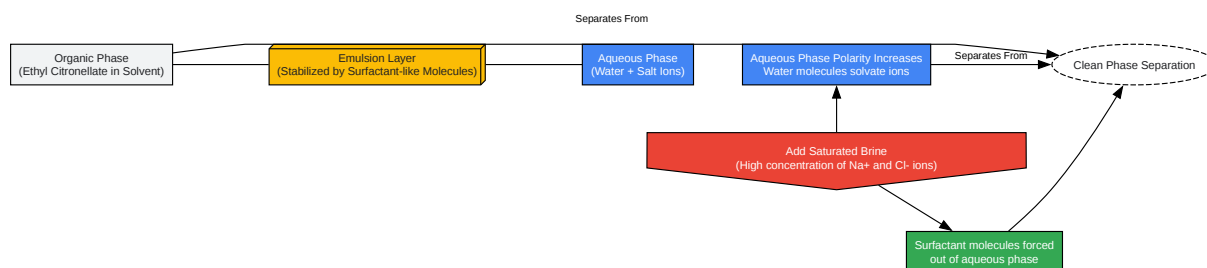 Separates From
Organic Phase
(Ethyl Citronellate in Solvent)
Emulsion Layer
(Stabilized by Surfactant-like Molecules)
Aqueous Phase
(Water + Salt Ions)
Aqueous Phase Polarity Increases
Water molecules solvate ions
Separates From
Clean Phase Separation
Add Saturated Brine
(High concentration of Na+ and Cl- ions)
Surfactant molecules forced
out of aqueous phase